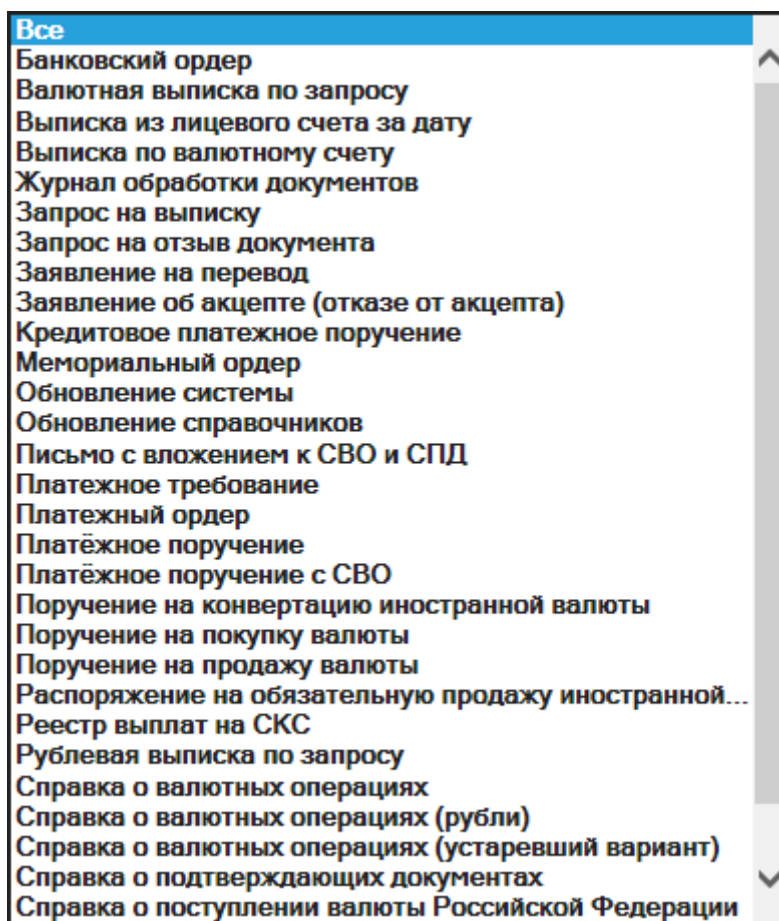 Все
Банковский ордер
Валютная выписка по запросу
Выписка из лицевого счета за дату
Выписка по валютному счету
Журнал обработки документов
Запрос на выписку
Запрос на отзыв документа
Заявление на перевод
Заявление об акцепте (отказе от акцепта)
Кредитовое платежное поручение
Мемориальный ордер
Обновление системы
Обновление справочников
Письмо с вложением к СВО и СПД
Платежное требование
Платежный ордер
Платёжное поручение
Платёжное поручение с СВО
Поручение на конвертацию иностранной валюты
Поручение на покупку валюты
Поручение на продажу валюты
Распоряжение на обязательную продажу иностранной...
Реестр выплат на СКС
Рублевая выписка по запросу
Справка о валютных операциях
Справка о валютных операциях (рубли)
Справка о валютных операциях (устаревший вариант)
Справка о подтверждающих документах
Справка о поступлении валюты Российской Федерации